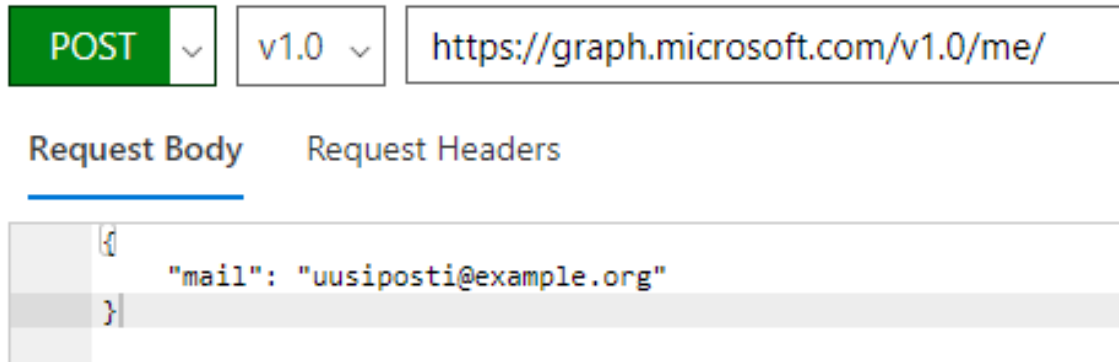 POST v1.0 https://graph.microsoft.com/v1.0/me/
Request Body Request Headers
{
"mail": "uusiposti@example.org"
}